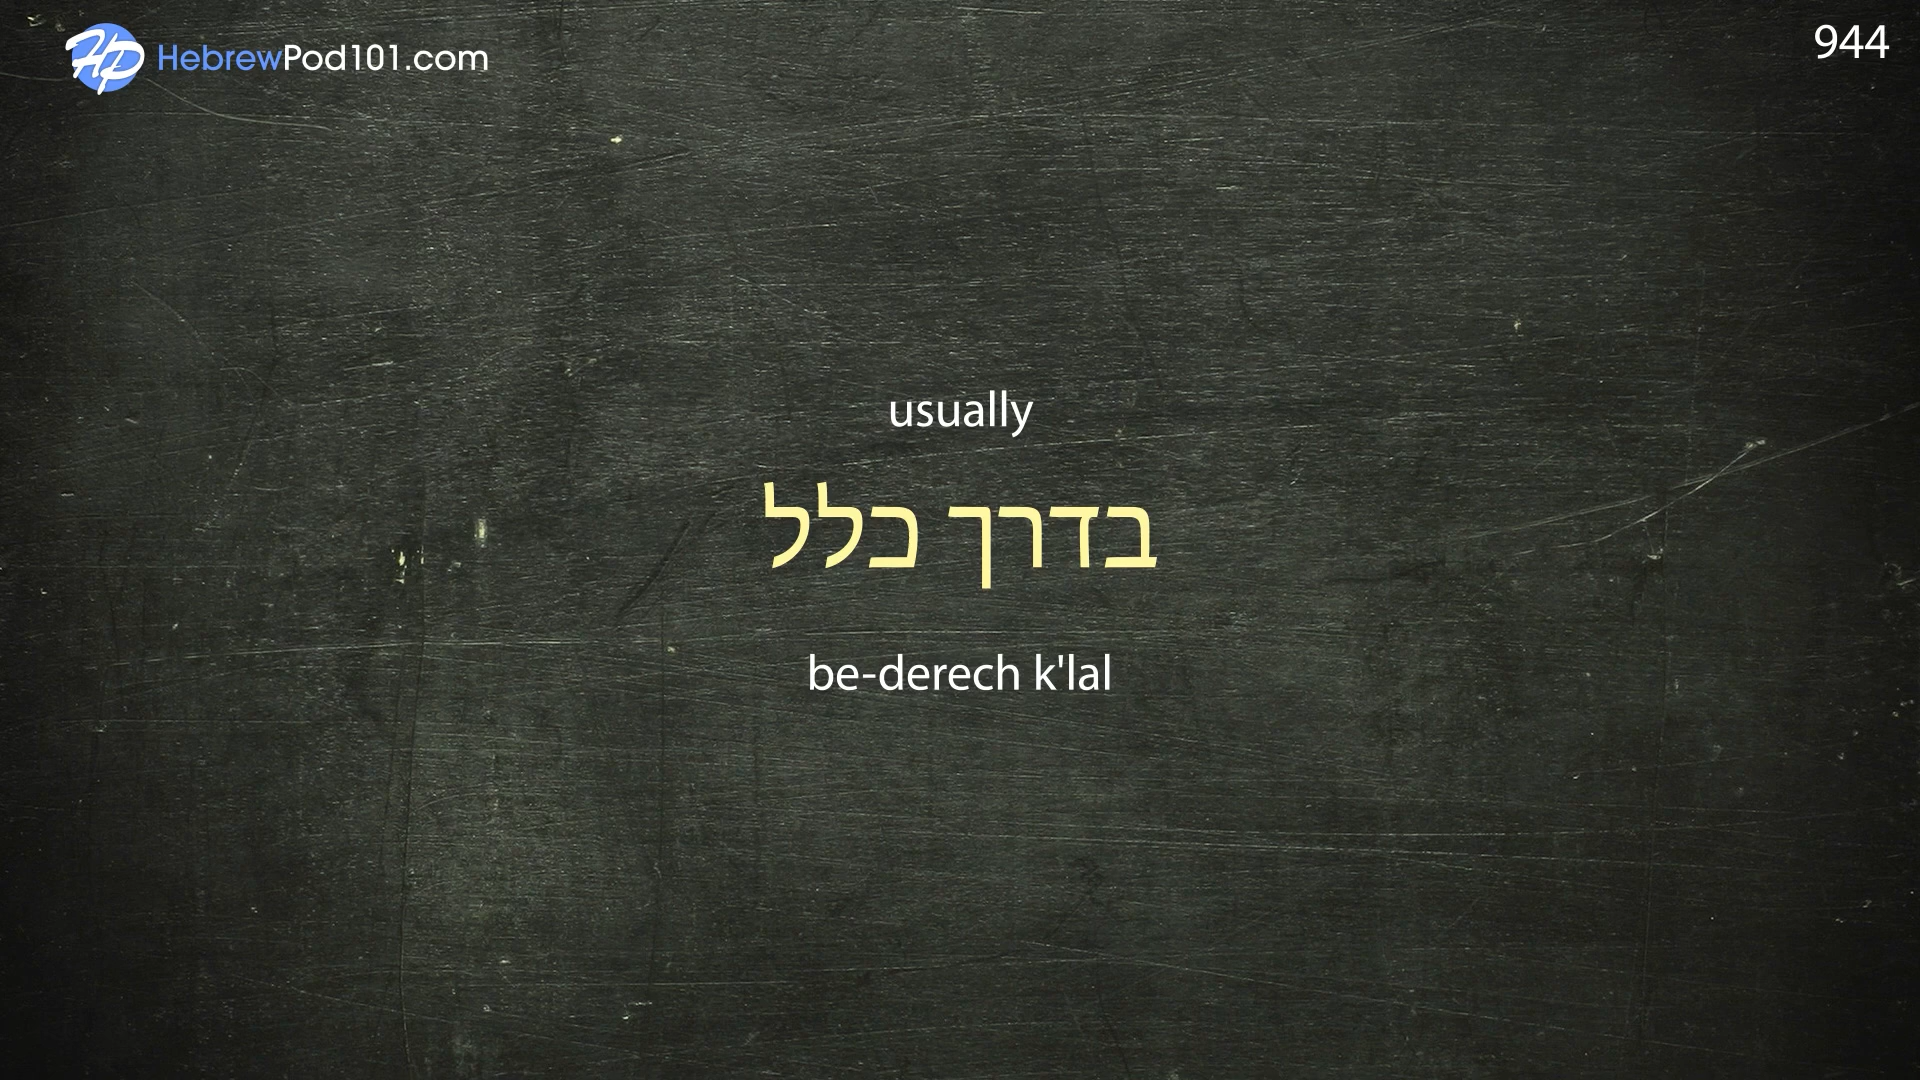 HebrewPod101.com
944
usually
בדרך כלל
be-derech k'lal